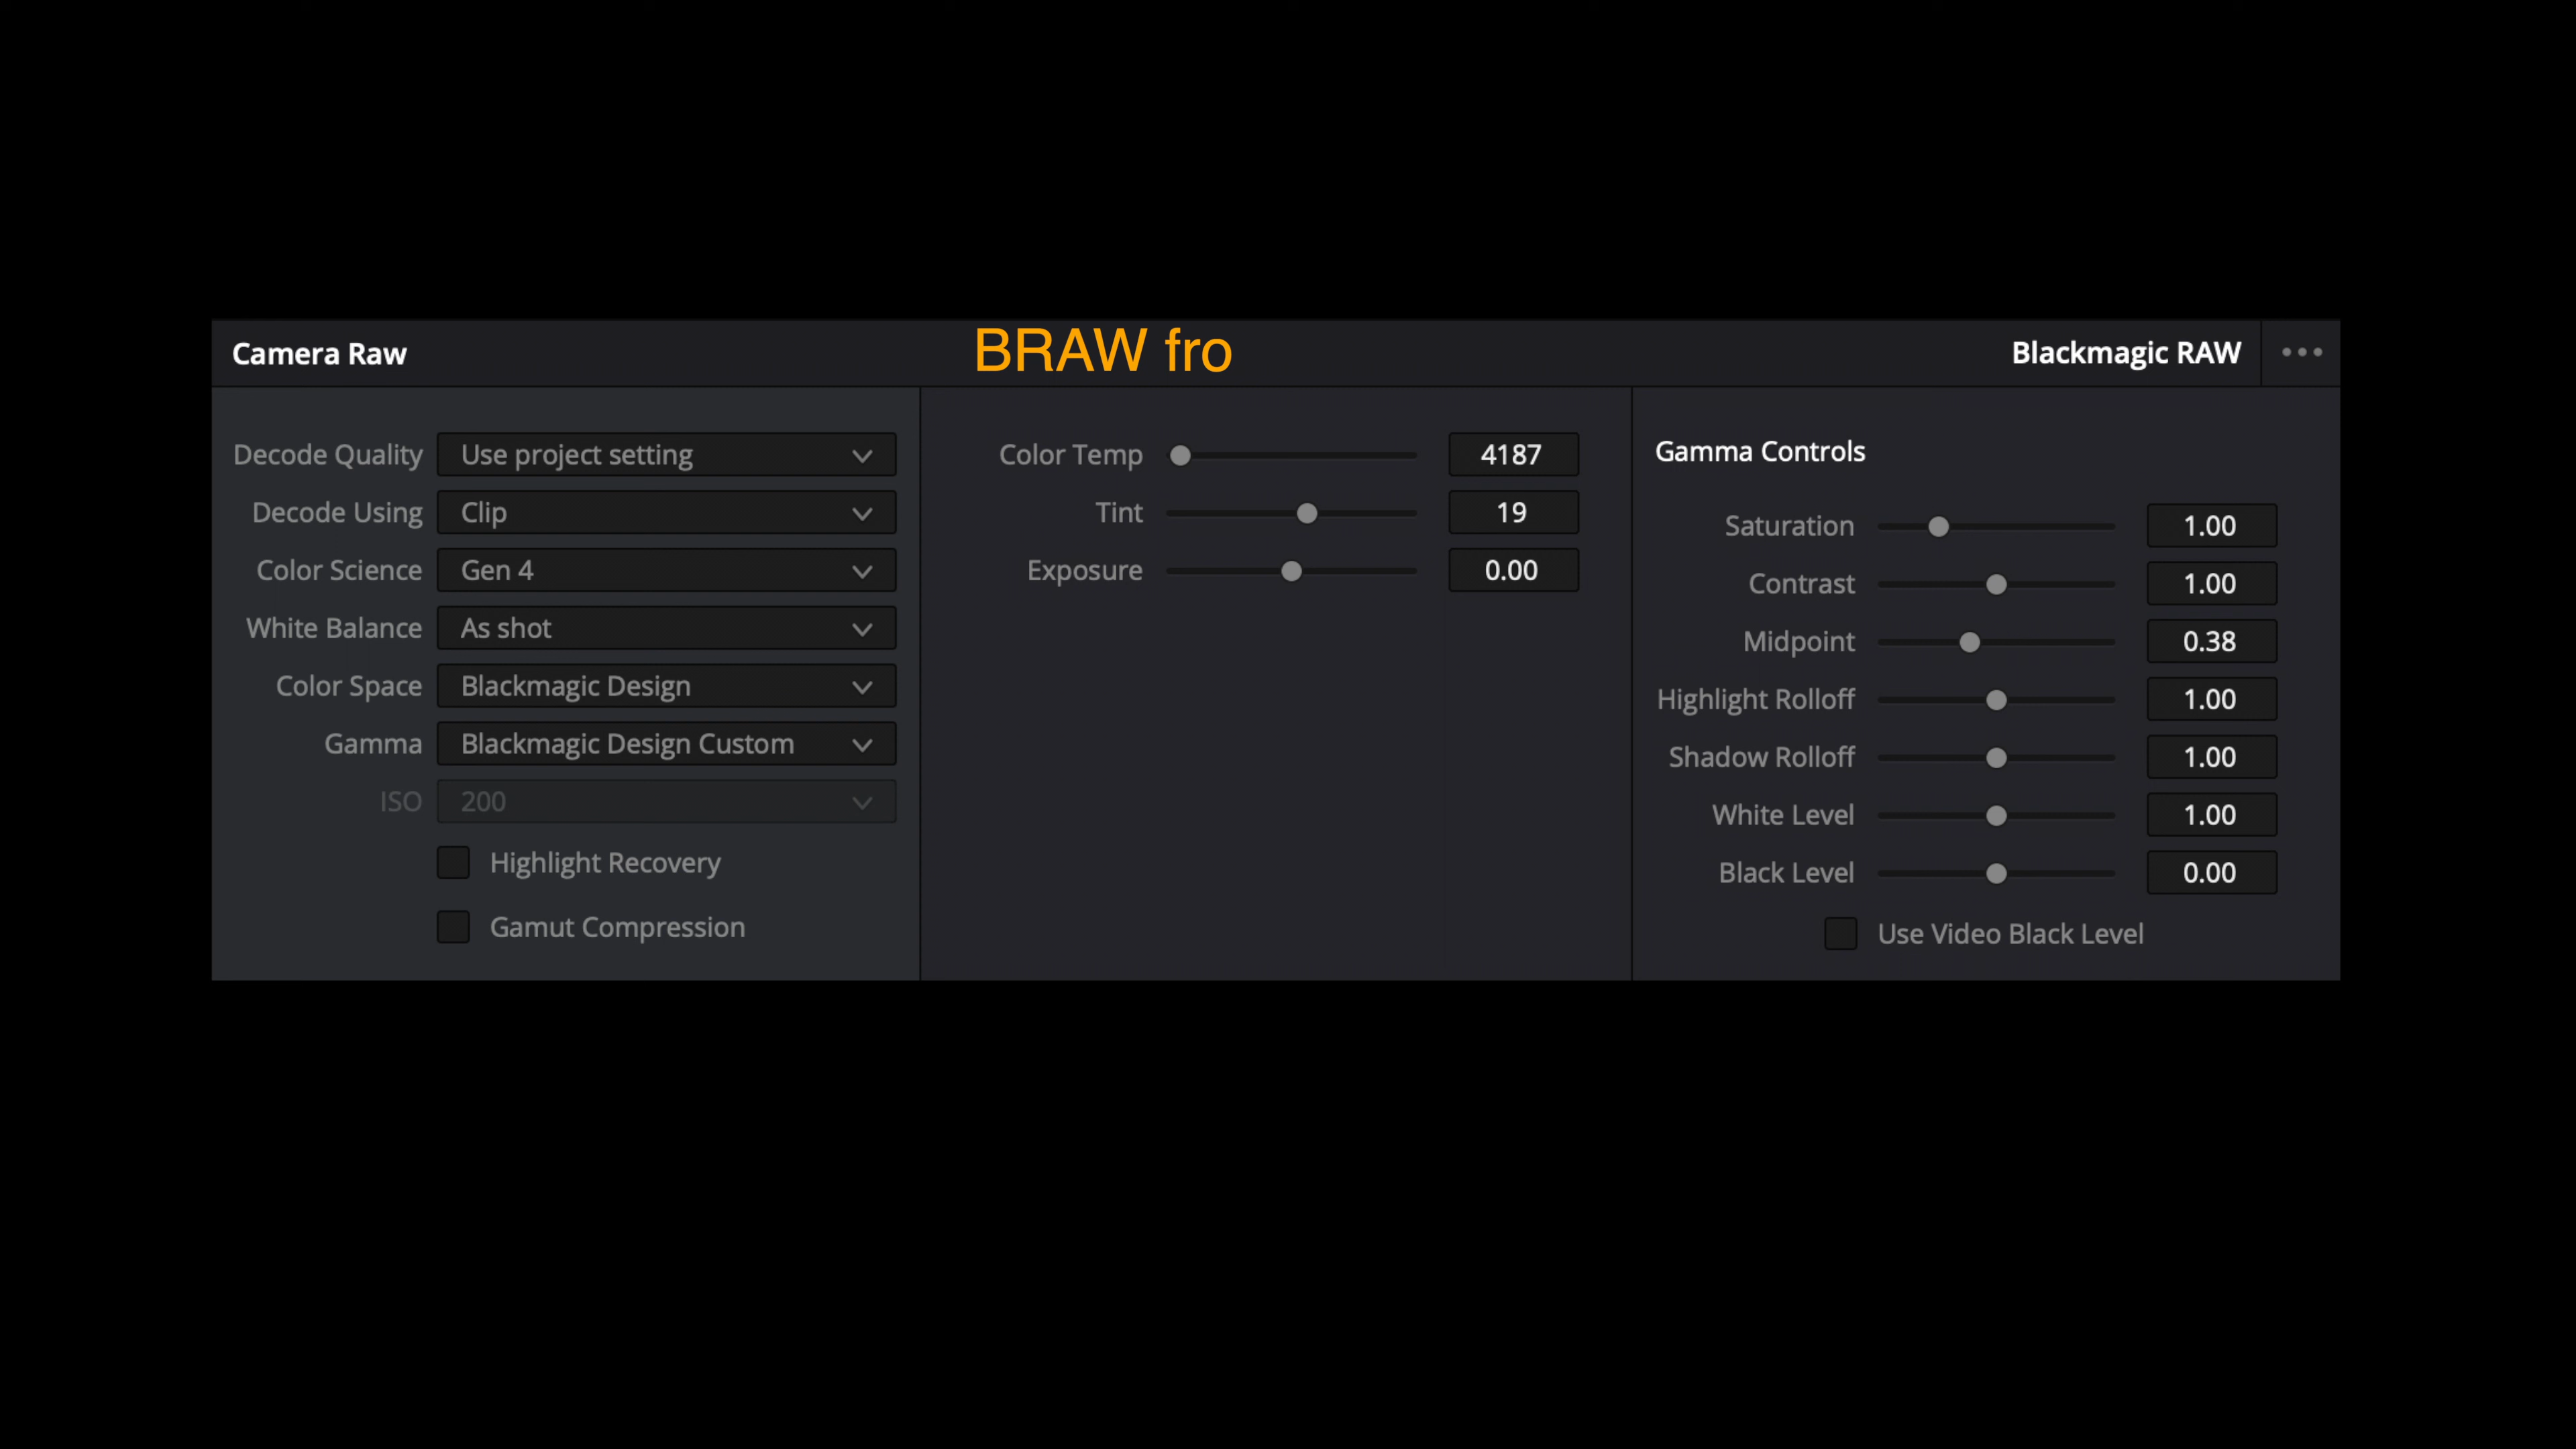 Camera Raw
BRAW fro
Blackmagic RAW
Decode Quality Use project setting
Decode Using Clip
Color Science Gen 4
White Balance As shot
Color Space Blackmagic Design
Gamma Blackmagic Design Custom
ISO 200
Highlight Recovery
Gamut Compression
Color Temp 4187
Tint 19
Exposure 0.00
Gamma Controls
Saturation 1.00
Contrast 1.00
Midpoint 0.38
Highlight Rolloff 1.00
Shadow Rolloff 1.00
White Level 1.00
Black Level 0.00
Use Video Black Level